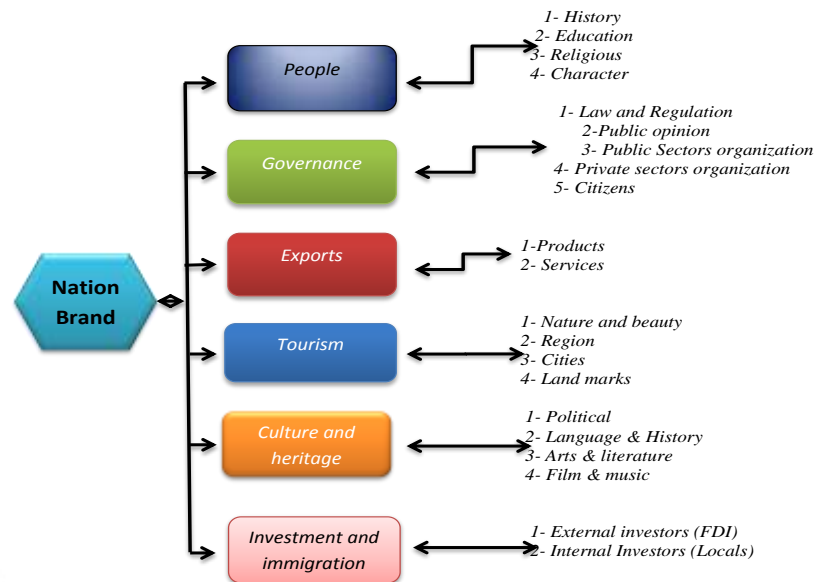 Nation
Brand
People
1- History
2- Education
3- Religious
4- Character
Governance
1- Law and Regulation
2-Public opinion
3- Public Sectors organization
4- Private sectors organization
5- Citizens
Exports
1-Products
2- Services
Tourism
1- Nature and beauty
2- Region
3- Cities
4- Land marks
Culture and
heritage
1- Political
2- Language & History
3- Arts & literature
4- Film & music
Investment and
immigration
1- External investors (FDI)
2- Internal Investors (Locals)